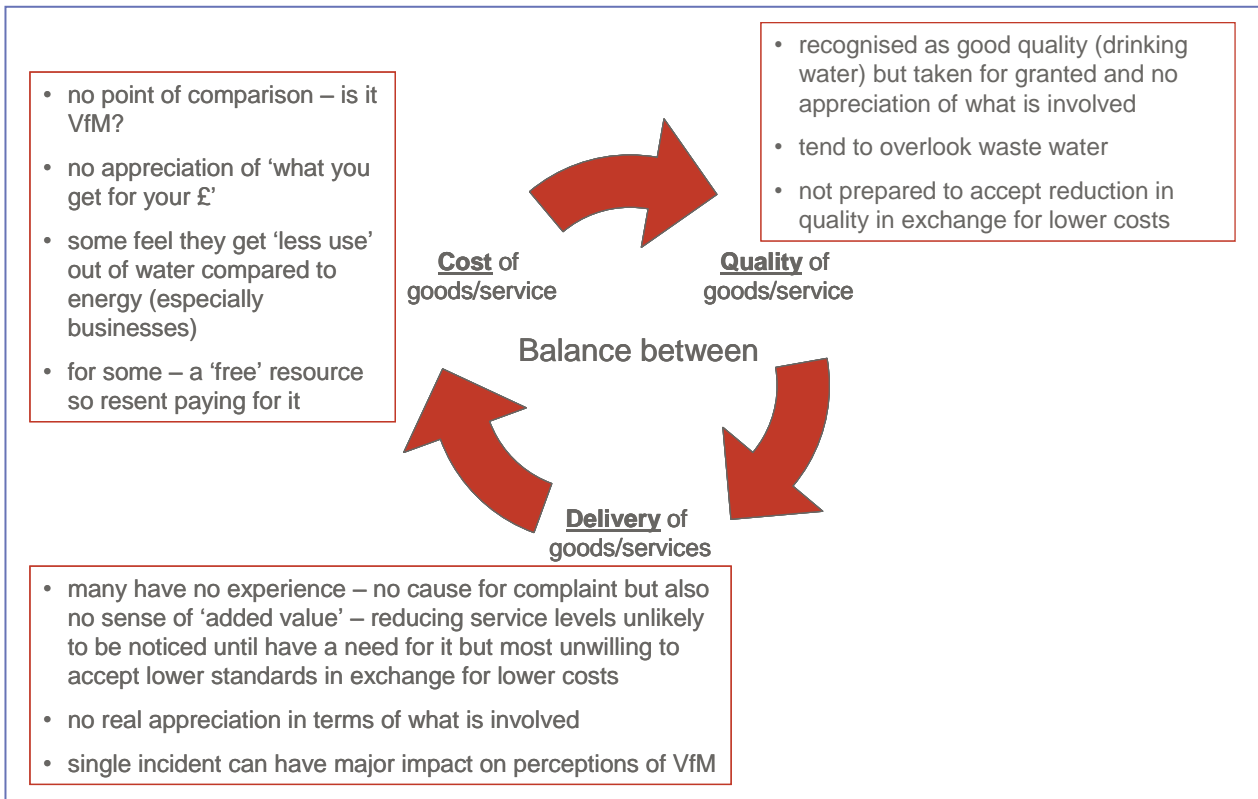 • no point of comparison – is it
VfM?
• no appreciation of ‘what you
get for your £’
• some feel they get ‘less use’
out of water compared to
energy (especially
businesses)
• for some – a ‘free’ resource
so resent paying for it
• recognised as good quality (drinking
water) but taken for granted and no
appreciation of what is involved
• tend to overlook waste water
• not prepared to accept reduction in
quality in exchange for lower costs
Cost of
goods/service
Quality of
goods/service
Balance between
Delivery of
goods/services
• many have no experience – no cause for complaint but also
no sense of ‘added value’ – reducing service levels unlikely
to be noticed until have a need for it but most unwilling to
accept lower standards in exchange for lower costs
• no real appreciation in terms of what is involved
• single incident can have major impact on perceptions of VfM